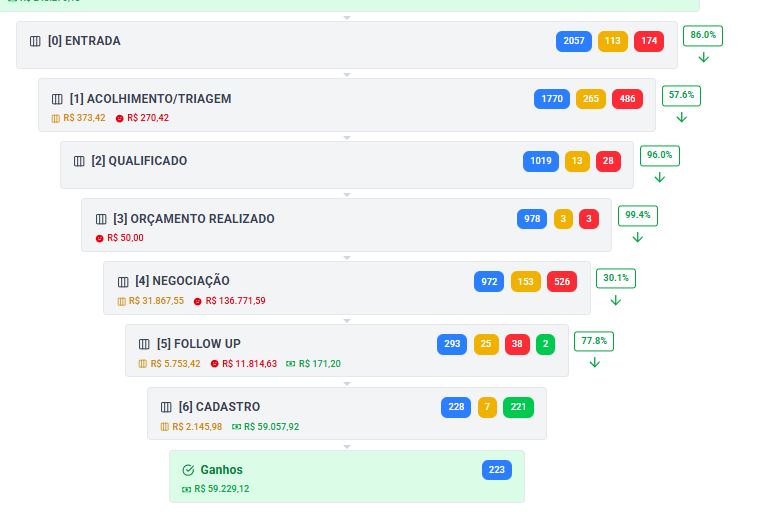 [0] ENTRADA 2057 113 174 86.0%
[1] ACOLHIMENTO/TRIAGEM 1770 265 486 57.6%
R$ 373,42 R$ 270,42
[2] QUALIFICADO 1019 13 28 96.0%
[3] ORÇAMENTO REALIZADO 978 3 3 99.4%
R$ 50,00
[4] NEGOCIAÇÃO 972 153 526 30.1%
R$ 31.867,55 R$ 136.771,59
[5] FOLLOW UP 293 25 38 2 77.8%
R$ 5.753,42 R$ 11.814,63 R$ 171,20
[6] CADASTRO 228 7 221
R$ 2.145,98 R$ 59.057,92
Ganhos 223
R$ 59.229,12